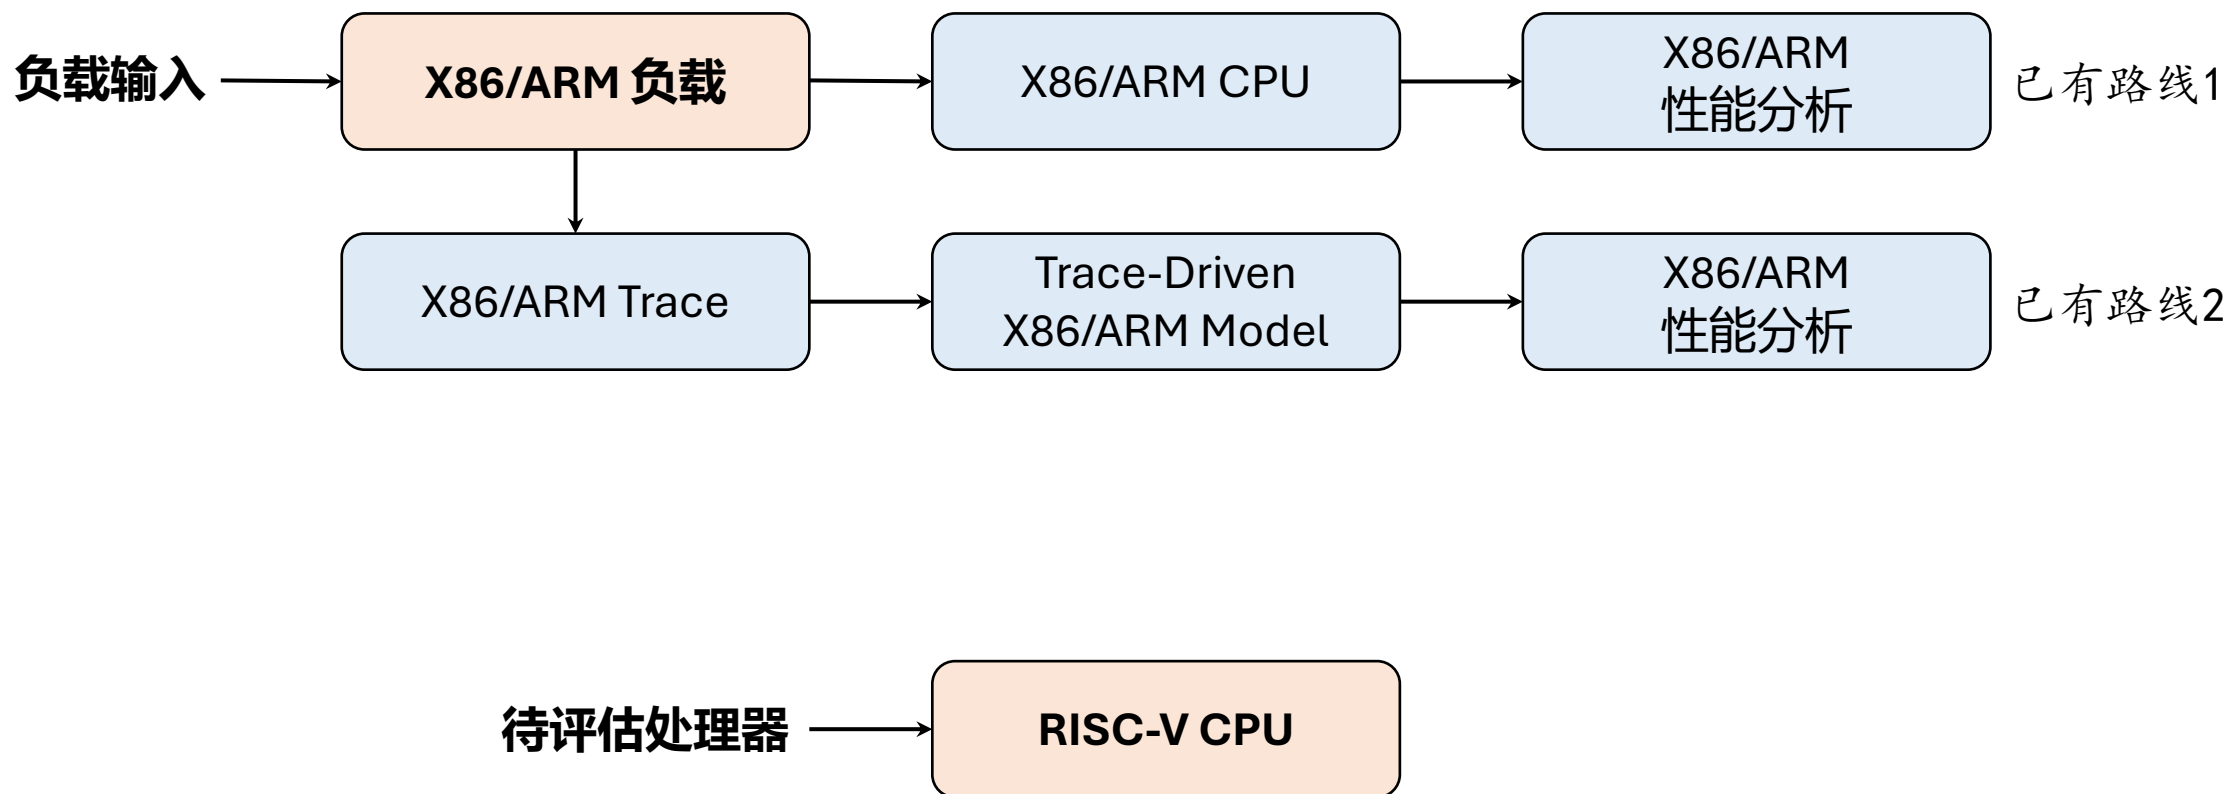 负载输入
X86/ARM 负载
X86/ARM CPU
X86/ARM
性能分析
已有路线1
X86/ARM Trace
Trace-Driven
X86/ARM Model
X86/ARM
性能分析
已有路线2
待评估处理器
RISC-V CPU